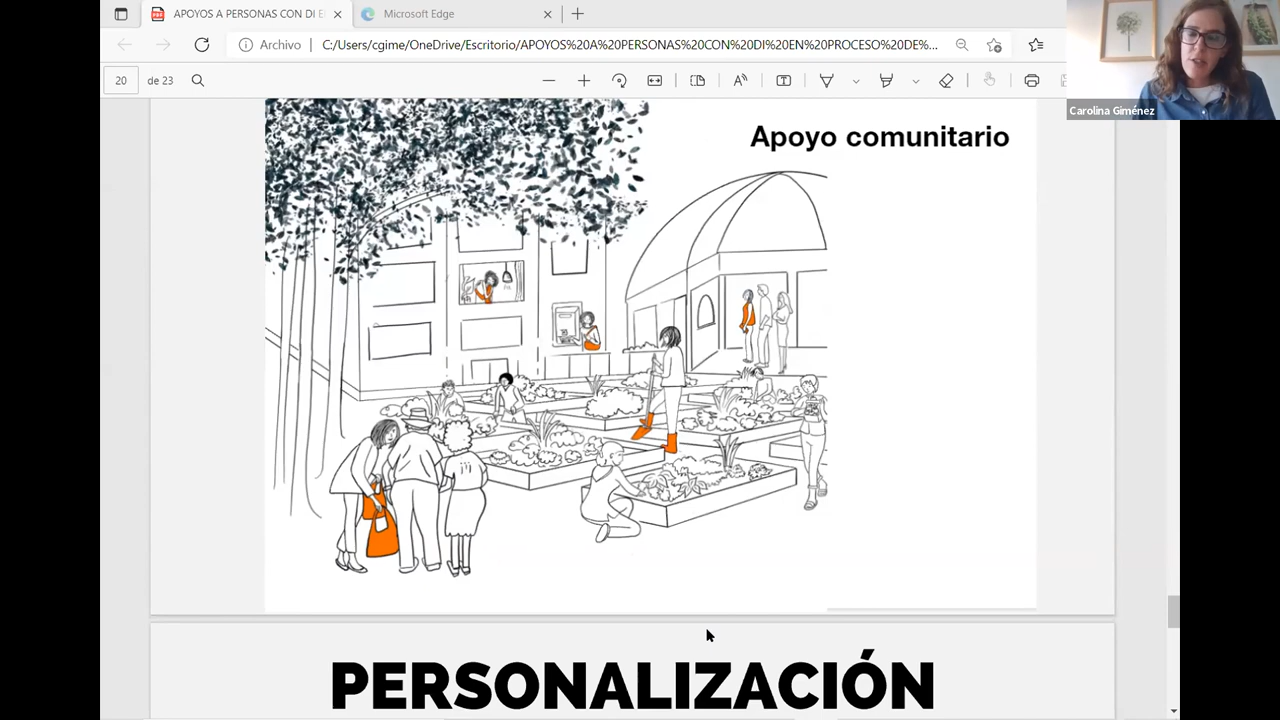 APOYOS A PERSONAS CON DI E
Microsoft Edge
Archivo
C:/Users/cgime/OneDrive/Escritorio/APOYOS%20A%20PERSONAS%20CON%20DI%20EN%20PROCESO%20DE%...
20 de 23
Carolina Giménez
Apoyo comunitario
PERSONALIZACIÓN